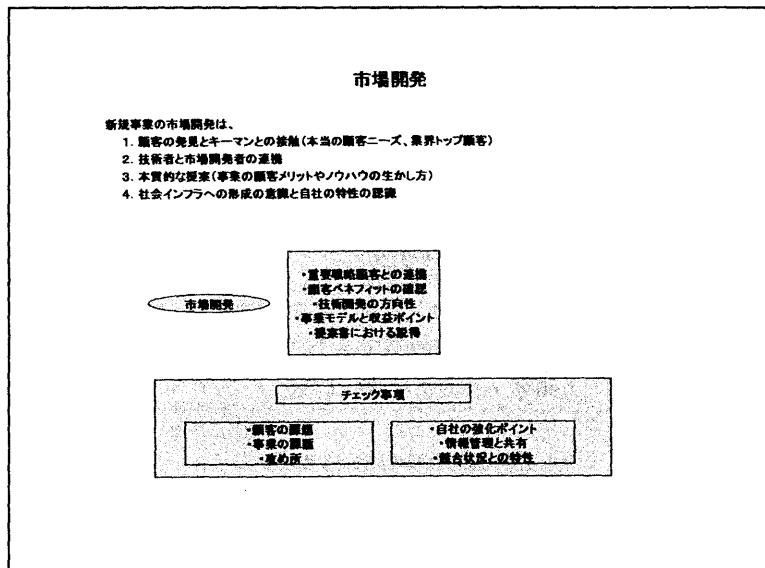 市場開発
新規事業の市場開発は、
1. 顧客の発見とキーマンとの接触(本当の顧客ニーズ、業界トップ顧客)
2. 技術者と市場開発者の連携
3. 本質的な提案(事業の顧客メリットやノウハウの生かし方)
4. 社会インフラへの形成の意識と自社の特性の認識
・重要戦略顧客との連携
・顧客ベネフィットの確認
・技術開発の方向性
市場開発
・事業モデルと収益ポイント
・提案書における説得
チェック事項
・顧客の課題
・事業の課題
・攻め所
・自社の強化ポイント
・情報管理と共有
・競合状況との特性